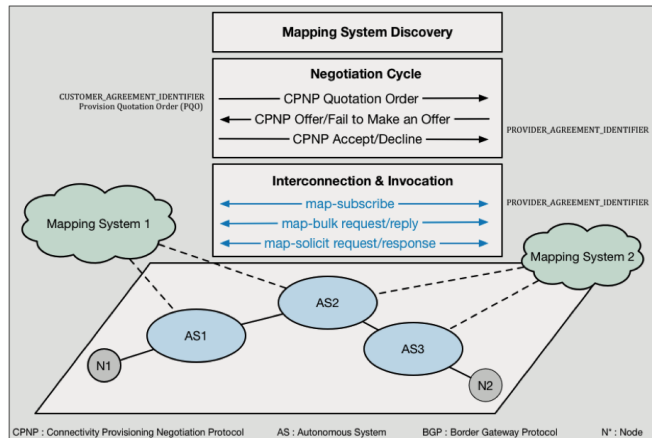 Mapping System Discovery
Negotiation Cycle
CUSTOMER_AGREEMENT_IDENTIFIER
Provision Quotation Order (PQO)
CPNP Quotation Order
CPNP Offer/Fail to Make an Offer
CPNP Accept/Decline
PROVIDER_AGREEMENT_IDENTIFIER
Interconnection & Invocation
map-subscribe
map-bulk request/reply
map-solicit request/response
PROVIDER_AGREEMENT_IDENTIFIER
Mapping System 1
Mapping System 2
AS2
AS1
AS3
N1
N2
CPNP : Connectivity Provisioning Negotiation Protocol
AS : Autonomous System
BGP : Border Gateway Protocol
N* : Node